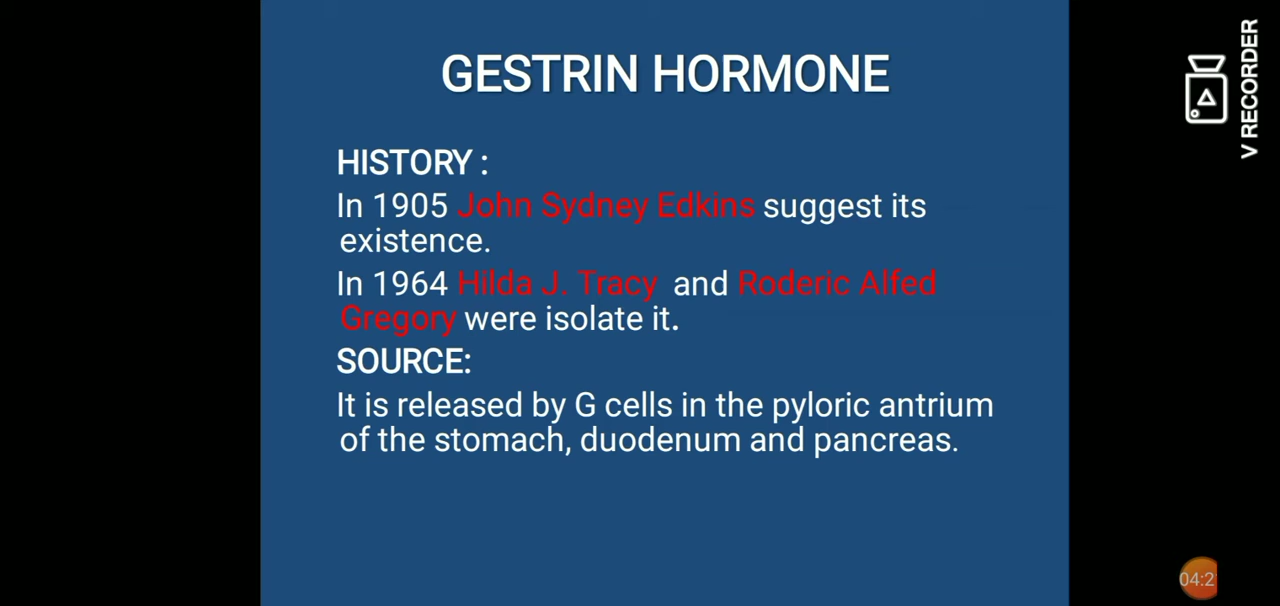 GESTRIN HORMONE
HISTORY :
In 1905 John Sydney Edkins suggest its
existence.
In 1964 Hilda J. Tracy and Roderic Alfed
Gregory were isolate it.
SOURCE:
It is released by G cells in the pyloric antrium
of the stomach, duodenum and pancreas.
V RECORDER
04:2